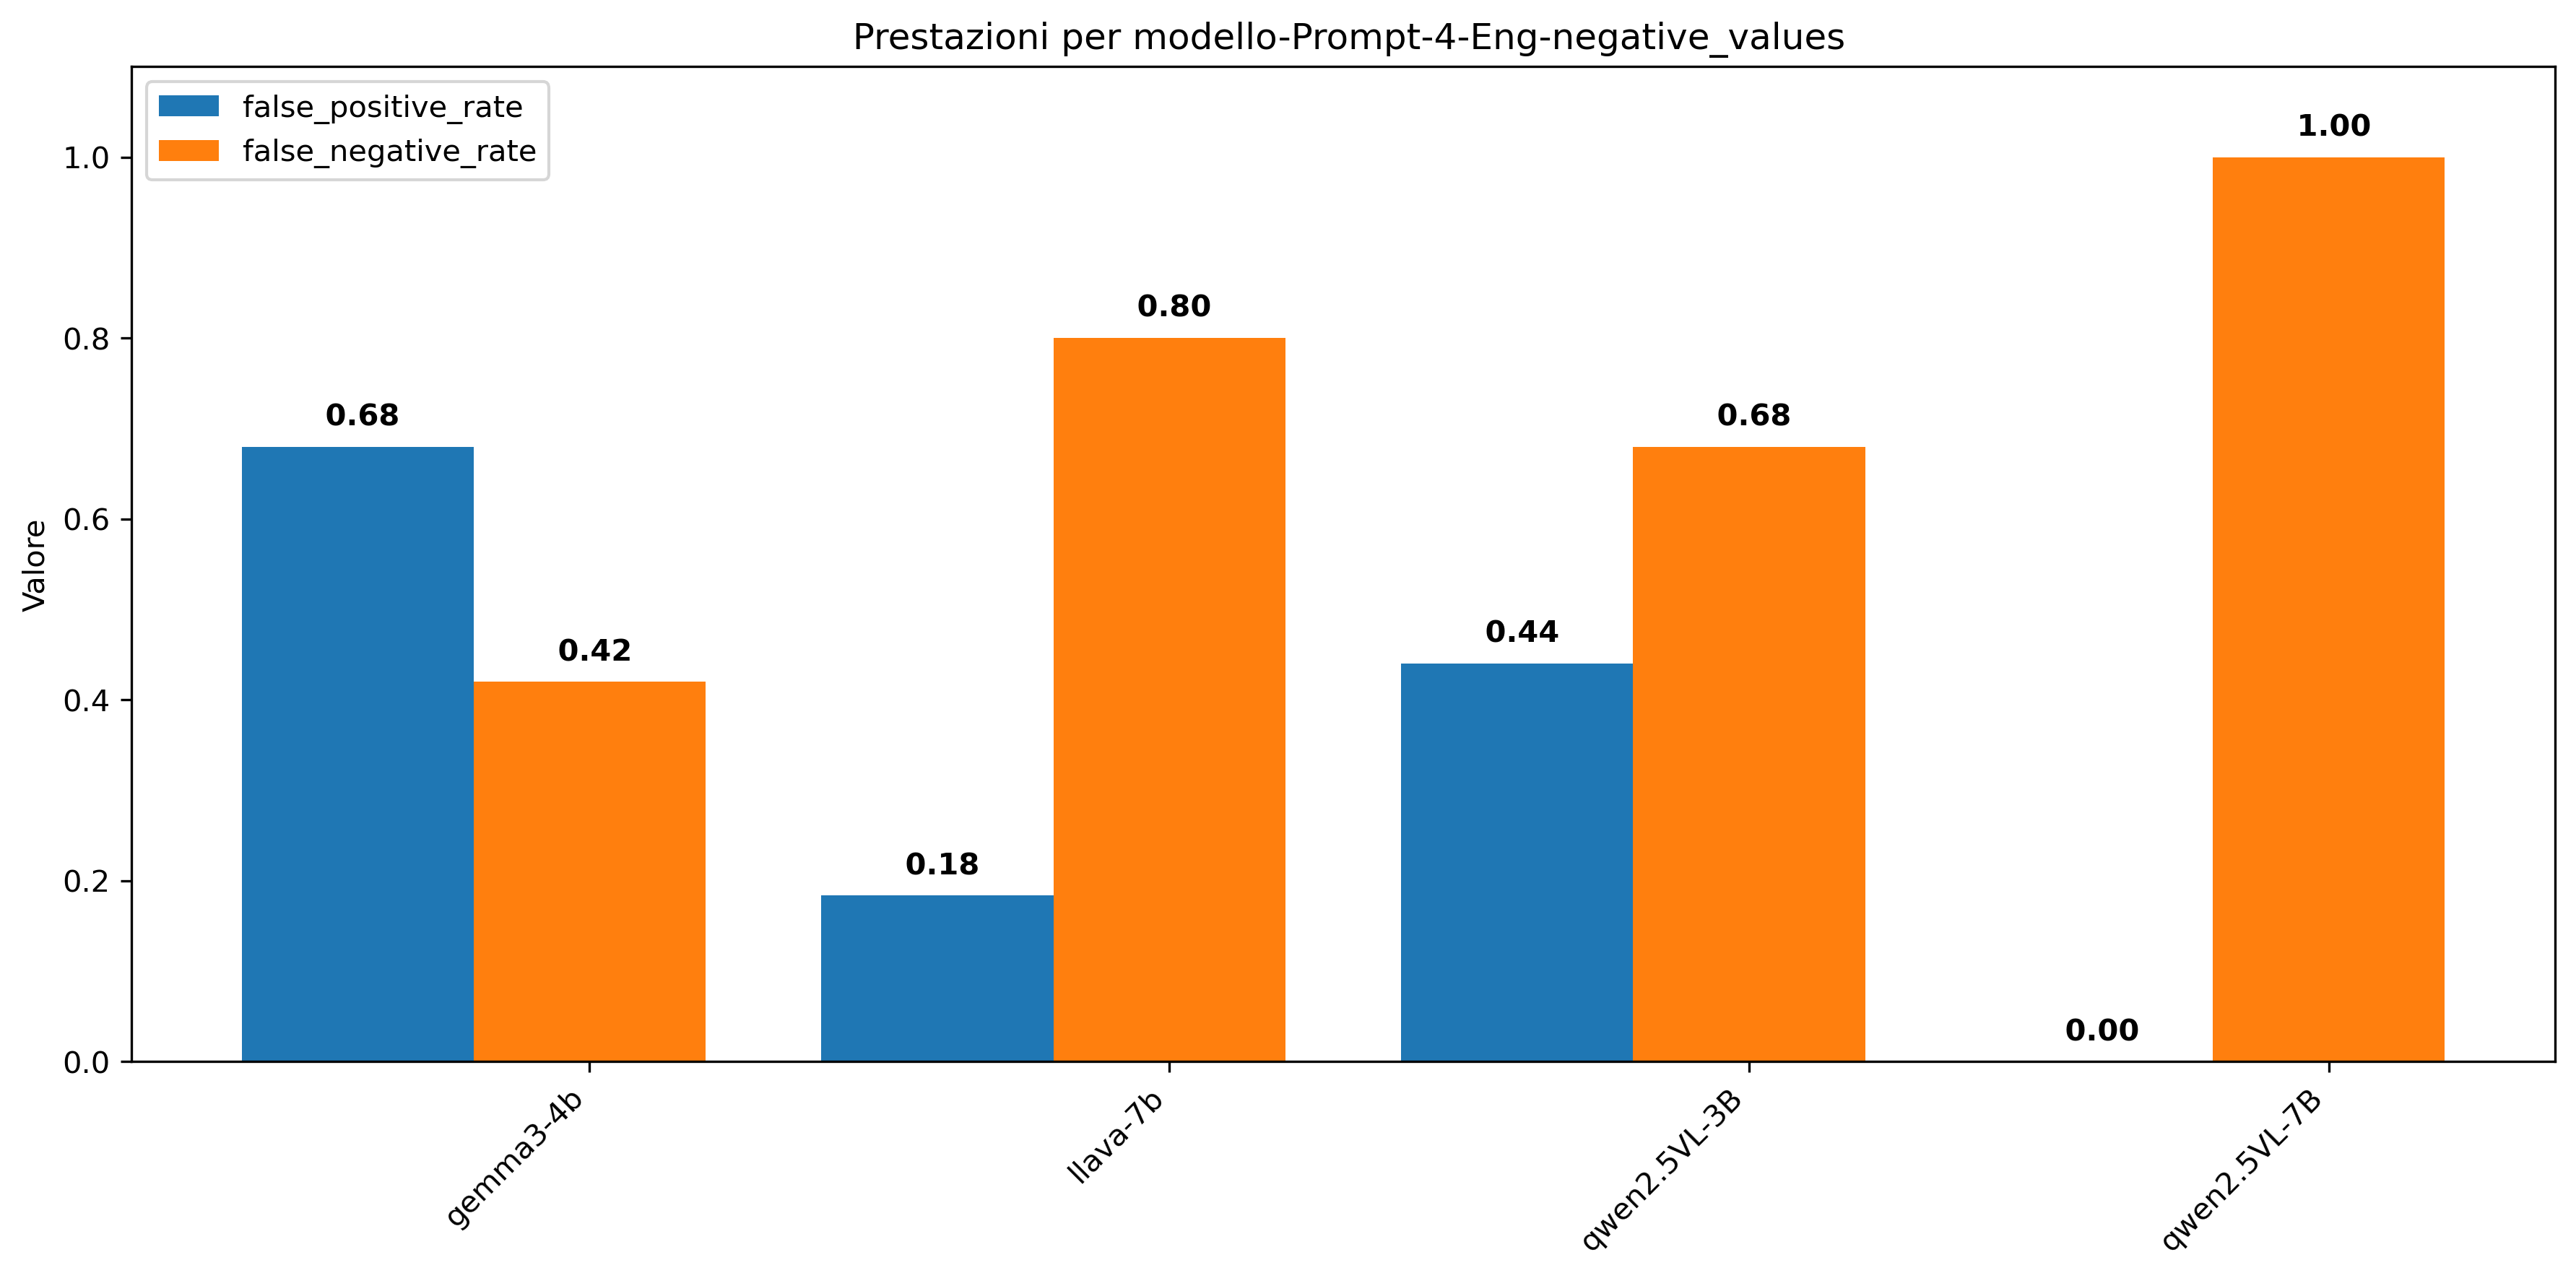 Prestazioni per modello-Prompt-4-Eng-negative_values
false_positive_rate
false_negative_rate
Valore
1.0
0.8
0.6
0.4
0.2
0.0
0.68
0.42
0.18
0.80
0.44
0.68
0.00
1.00
gemma3-4b
llava-7b
qwen2.5VL-3B
qwen2.5VL-7B